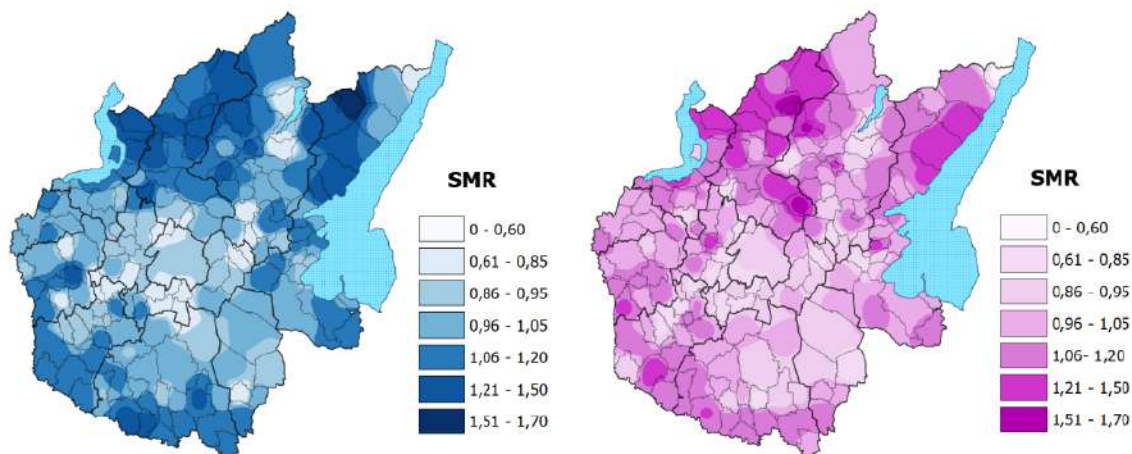 SMR
0 - 0,60
0,61 - 0,85
0,86 - 0,95
0,96 - 1,05
1,06 - 1,20
1,21 - 1,50
1,51 - 1,70
SMR
0 - 0,60
0,61 - 0,85
0,86 - 0,95
0,96 - 1,05
1,06- 1,20
1,21 - 1,50
1,51 - 1,70